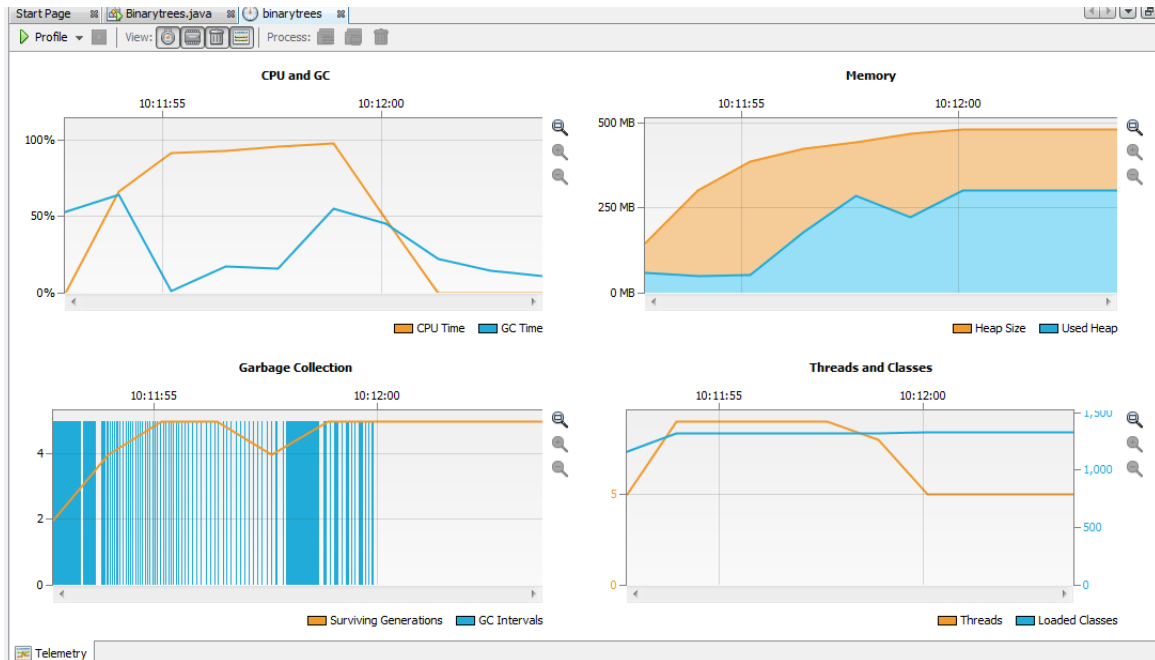 Start Page Binarytrees.java binarytrees
Profile View: Process:
CPU and GC
10:11:55 10:12:00
100%
50%
0%
CPU Time GC Time
Memory
10:11:55 10:12:00
500 MB
250 MB
0 MB
Heap Size Used Heap
Garbage Collection
10:11:55 10:12:00
4
2
0
Surviving Generations GC Intervals
Threads and Classes
10:11:55 10:12:00
1,500
1,000
5
500
0 0
Threads Loaded Classes
Telemetry